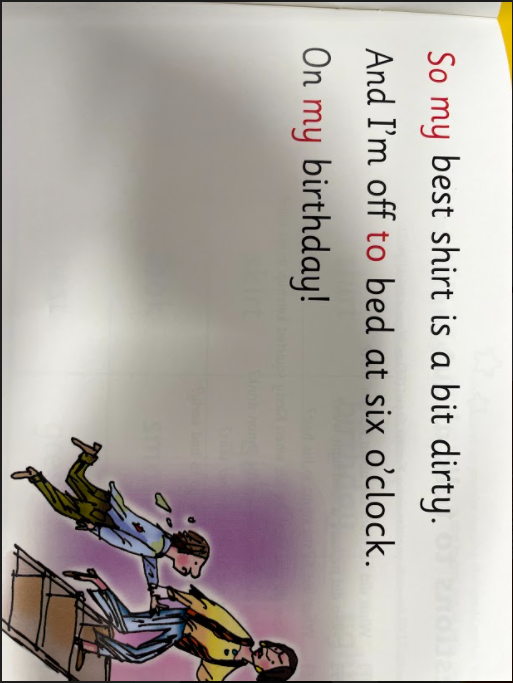 So my best shirt is a bit dirty.
And I'm off to bed at six o'clock.
On my birthday!